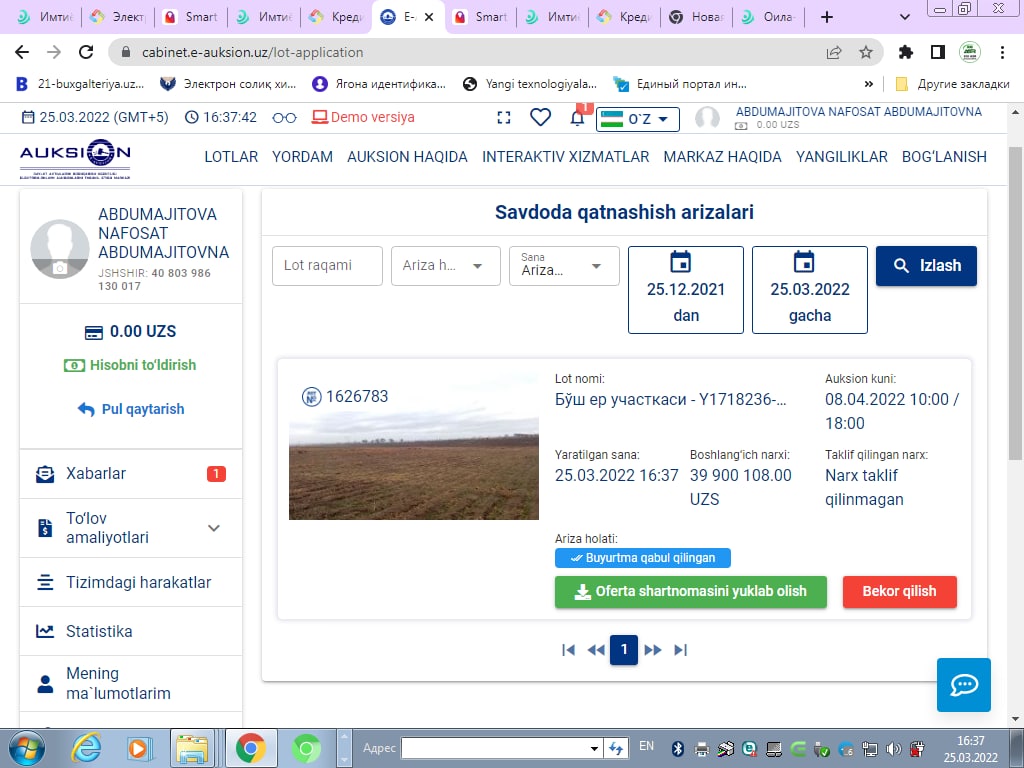 Имти
Элект
Smart
Имти
Креди
E-
Smart
Имти
Креди
Нова
Оила-
cabinet.e-auksion.uz/lot-application
21-buxgalteriya.uz...
Электрон солиқ хи...
Ягона идентифика...
Yangi texnologiyala...
Единый портал ин...
»
Другие закладки
25.03.2022 (GMT+5)
16:37:42
Demo versiya
1
O`Z
ABDUMAJITOVA NAFOSAT ABDUMAJITOVNA
0.00 UZS
AUKSION
LOTLAR
YORDAM
AUKSION HAQIDA
INTERAKTIV XIZMATLAR
MARKAZ HAQIDA
YANGILIKLAR
BOG‘LANISH
ABDUMAJITOVA
NAFOSAT
ABDUMAJITOVNA
JSHSHIR: 40 803 986
130 017
0.00 UZS
Hisobni to‘ldirish
Pul qaytarish
Xabarlar
1
To‘lov
amaliyotlari
Tizimdagi harakatlar
Statistika
Mening
ma`lumotlarim
Savdoda qatnashish arizalari
Lot raqami
Ariza h...
Sana
Ariza...
25.12.2021
dan
25.03.2022
gacha
Izlash
№ 1626783
Lot nomi:
Бўш ер участкаси - Y1718236-...
Auksion kuni:
08.04.2022 10:00 /
18:00
Yaratilgan sana:
25.03.2022 16:37
Boshlang‘ich narxi:
39 900 108.00
UZS
Taklif qilingan narx:
Narx taklif
qilinmagan
Ariza holati:
Buyurtma qabul qilingan
Oferta shartnomasini yuklab olish
Bekor qilish
1
Адрес
EN
16:37
25.03.2022